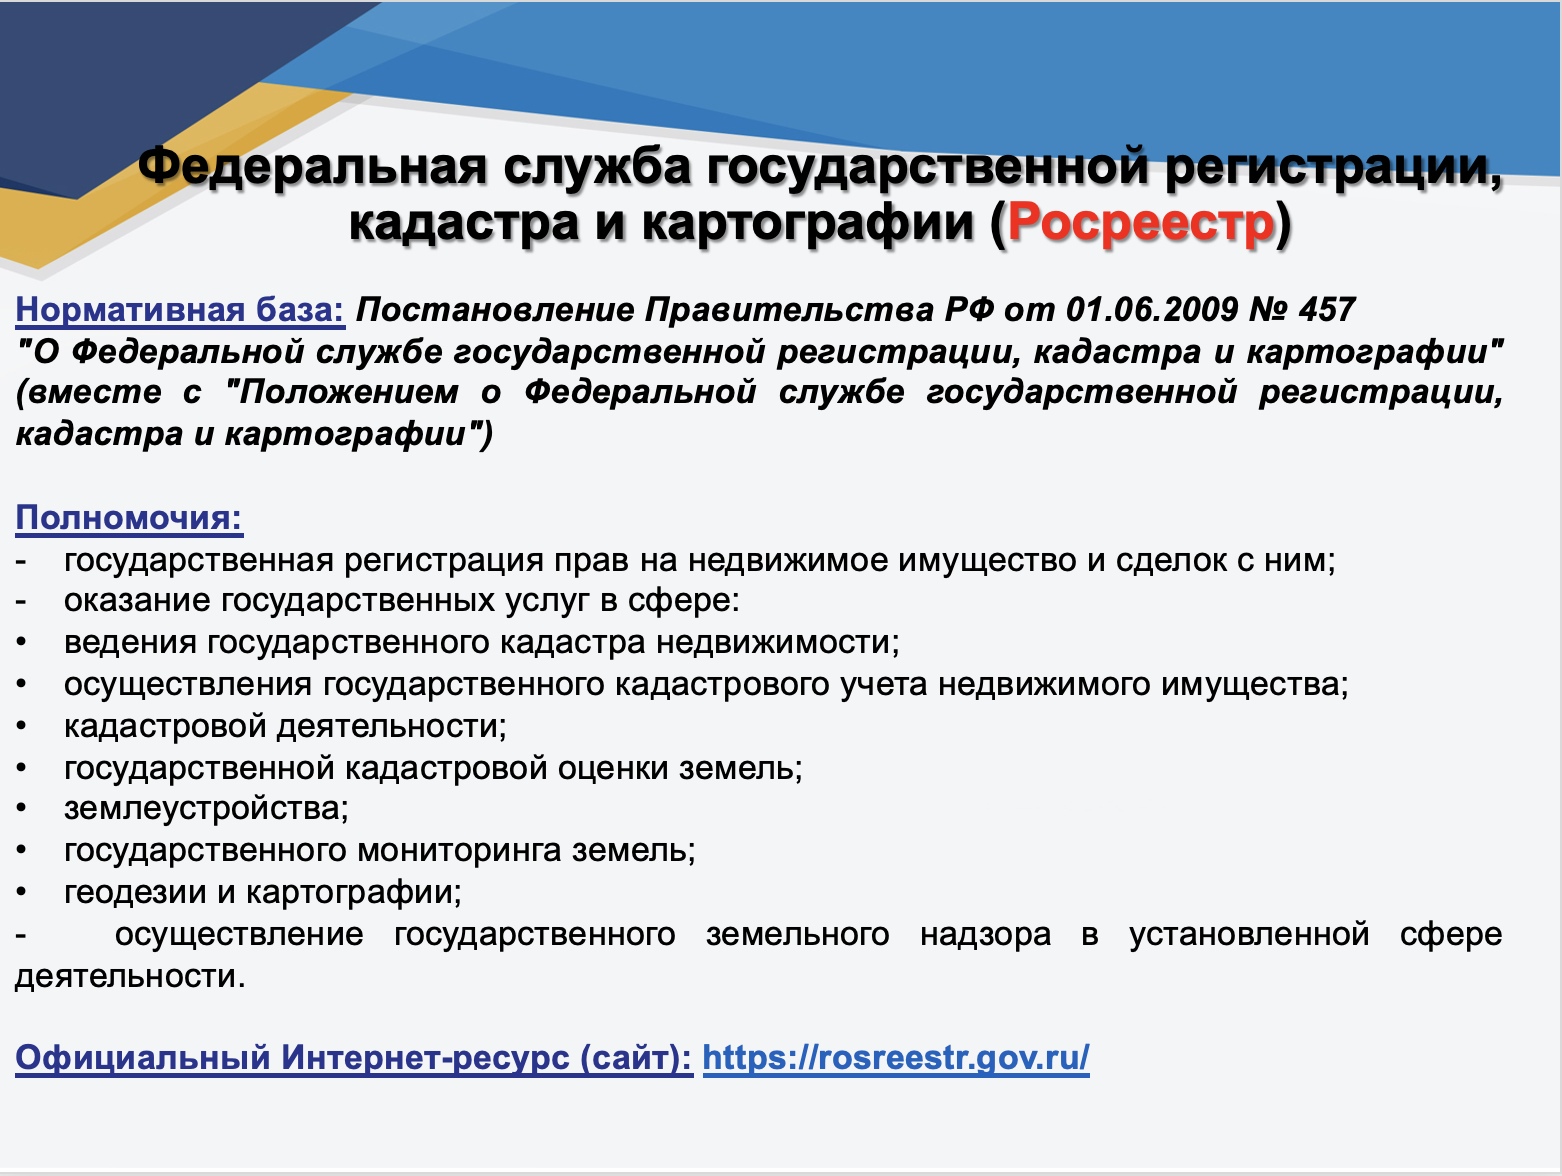 Федеральная служба государственной регистрации,
кадастра и картографии (Росреестр)
Нормативная база: Постановление Правительства РФ от 01.06.2009 № 457
"О Федеральной службе государственной регистрации, кадастра и картографии"
(вместе с "Положением о Федеральной службе государственной регистрации,
кадастра и картографии")
Полномочия:
- государственная регистрация прав на недвижимое имущество и сделок с ним;
- оказание государственных услуг в сфере:
• ведения государственного кадастра недвижимости;
• осуществления государственного кадастрового учета недвижимого имущества;
• кадастровой деятельности;
• государственной кадастровой оценки земель;
• землеустройства;
• государственного мониторинга земель;
• геодезии и картографии;
- осуществление государственного земельного надзора в установленной сфере
деятельности.
Официальный Интернет-ресурс (сайт): https://rosreestr.gov.ru/